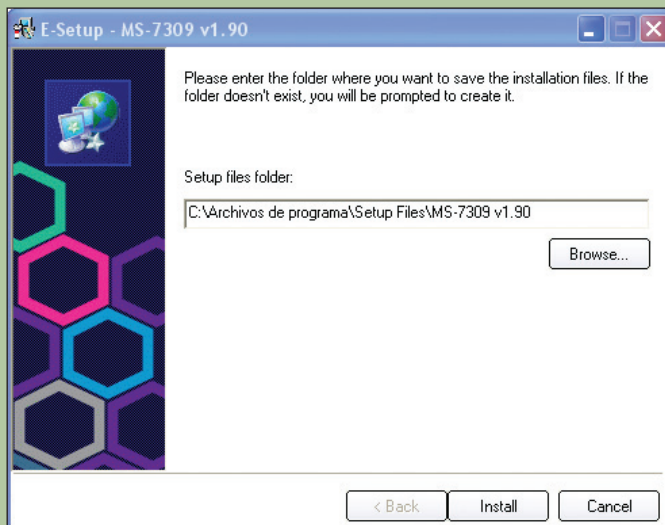 E-Setup - MS-7309 v1.90
Please enter the folder where you want to save the installation files. If the
folder doesn't exist, you will be prompted to create it.
Setup files folder:
C:\Archivos de programa\Setup Files\MS-7309 v1.90
Browse...
< Back
Install
Cancel